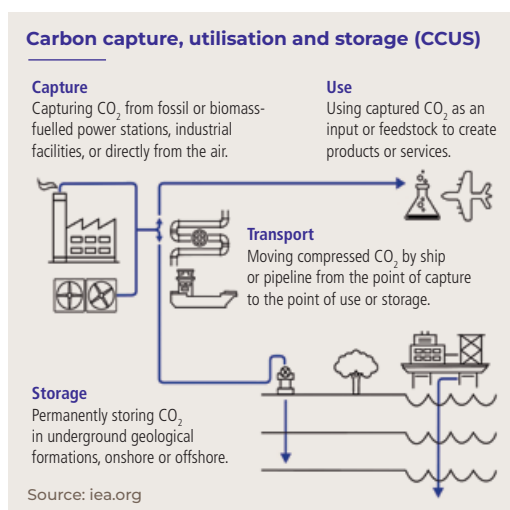 Carbon capture, utilisation and storage (CCUS)
Capture
Capturing CO₂ from fossil or biomass-
fuelled power stations, industrial
facilities, or directly from the air.
Use
Using captured CO₂ as an
input or feedstock to create
products or services.
Transport
Moving compressed CO₂ by ship
or pipeline from the point of capture
to the point of use or storage.
Storage
Permanently storing CO₂
in underground geological
formations, onshore or offshore.
Source: iea.org